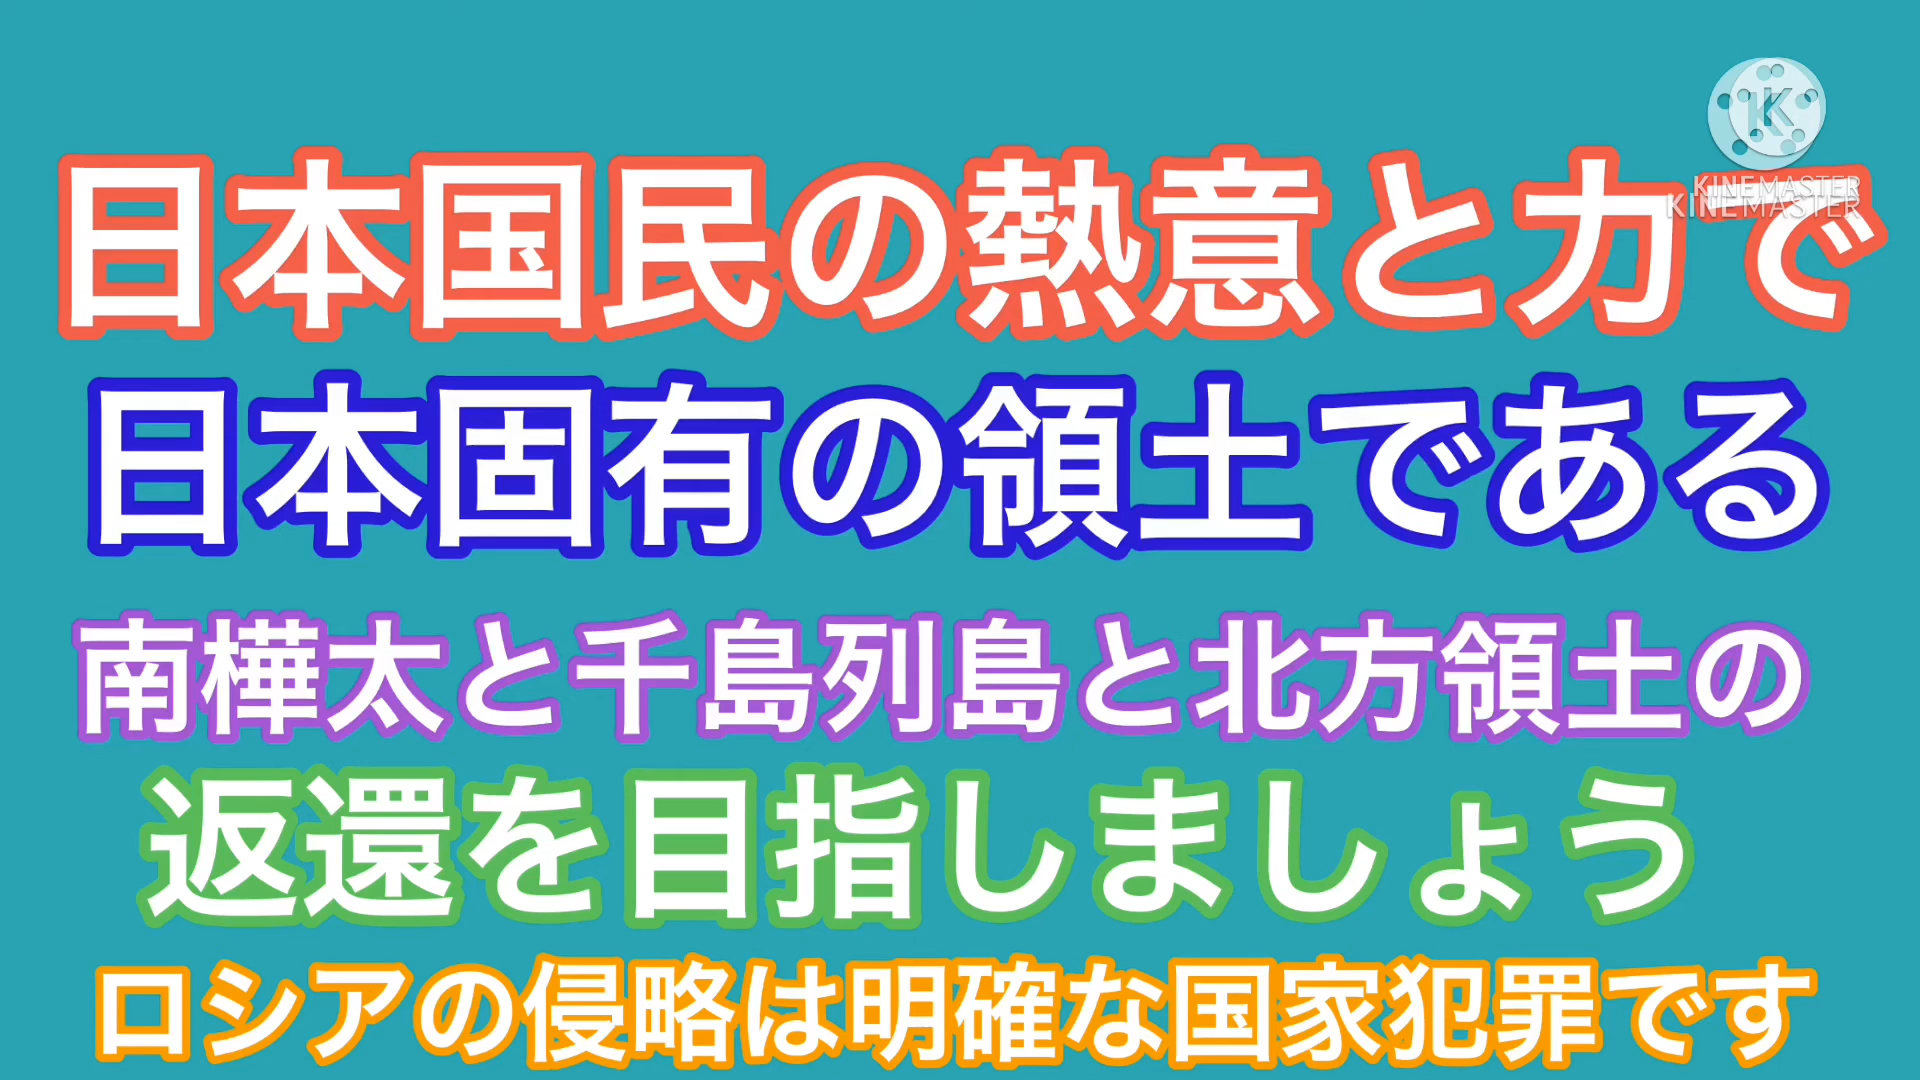 日本国民の熱意と力で
日本固有の領土である
南樺太と千島列島と北方領土の
返還を目指しましょう
ロシアの侵略は明確な国家犯罪です
KINEMASTER
KINEMASTER